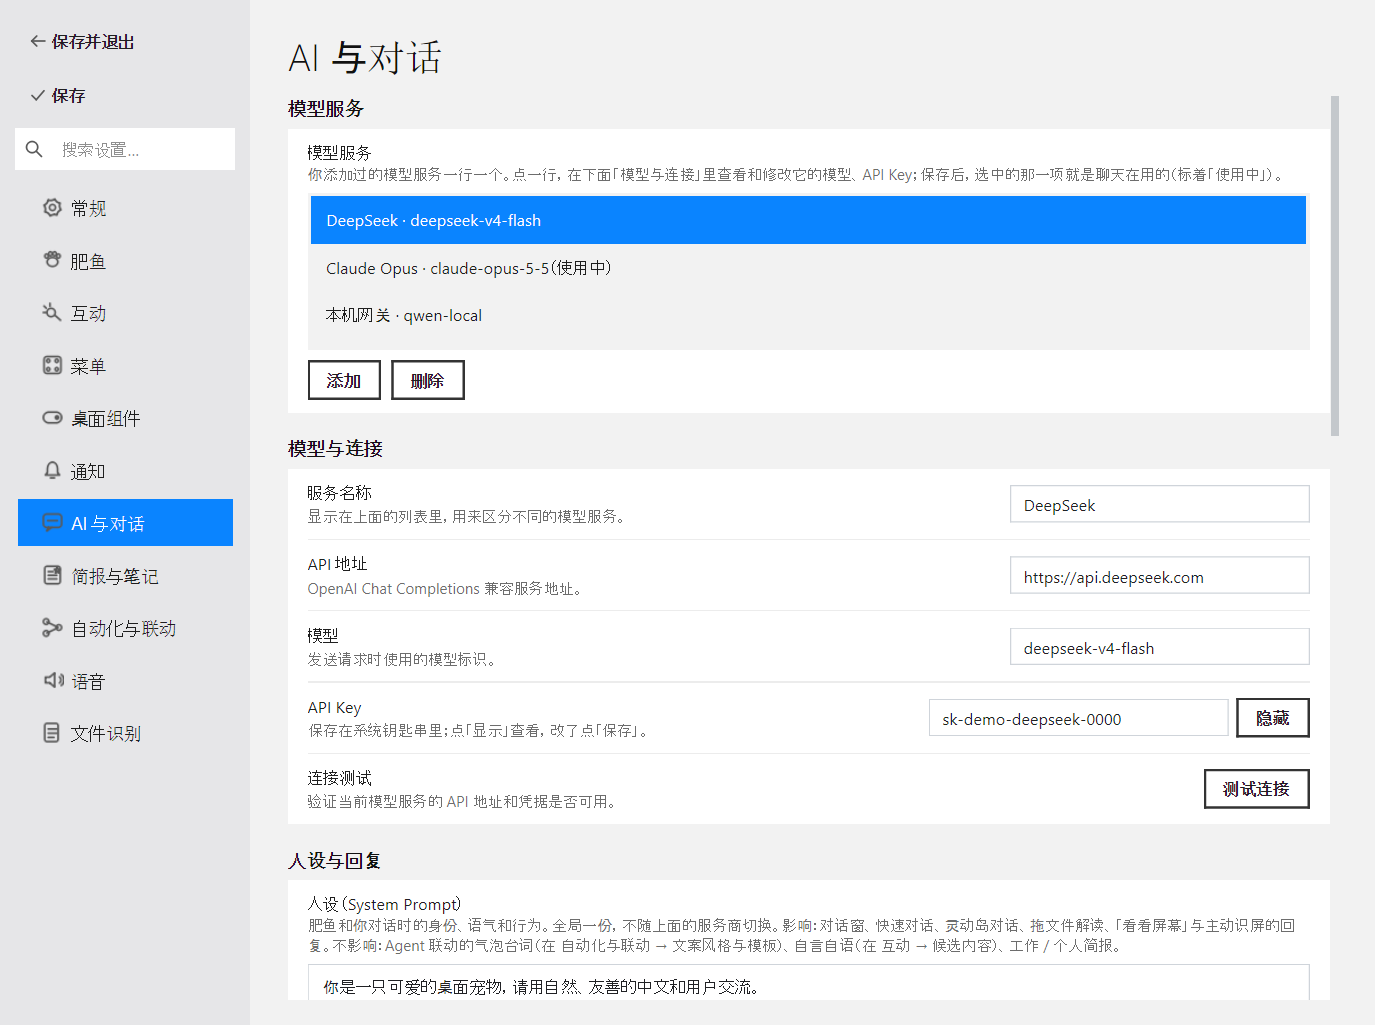 保存并退出
保存
搜索设置...
常规
肥鱼
互动
菜单
桌面组件
通知
AI 与对话
简报与笔记
自动化与联动
语音
文件识别
AI 与对话
模型服务
模型服务
你添加过的模型服务一行一个。点一行，在下面「模型与连接」里查看和修改它的模型、API Key；保存后，选中的那一项就是聊天在用的（标着「使用中」）。
DeepSeek · deepseek-v4-flash
Claude Opus · claude-opus-5-5（使用中）
本机网关 · qwen-local
添加
删除
模型与连接
服务名称
显示在上面的列表里，用来区分不同的模型服务。
DeepSeek
API 地址
OpenAI Chat Completions 兼容服务地址。
https://api.deepseek.com
模型
发送请求时使用的模型标识。
deepseek-v4-flash
API Key
保存在系统钥匙串里；点「显示」查看，改了点「保存」。
sk-demo-deepseek-0000
隐藏
连接测试
验证当前模型服务的 API 地址和凭据是否可用。
测试连接
人设与回复
人设（System Prompt）
肥鱼和你对话时的身份、语气和行为。全局一份，不随上面的服务商切换。影响：对话窗、快速对话、灵动岛对话、拖文件解读、「看看屏幕」与主动识屏的回
复。不影响：Agent 联动的气泡台词（在 自动化与联动 → 文案风格与模板）、自言自语（在 互动 → 候选内容）、工作 / 个人简报。
你是一只可爱的桌面宠物，请用自然、友善的中文和用户交流。